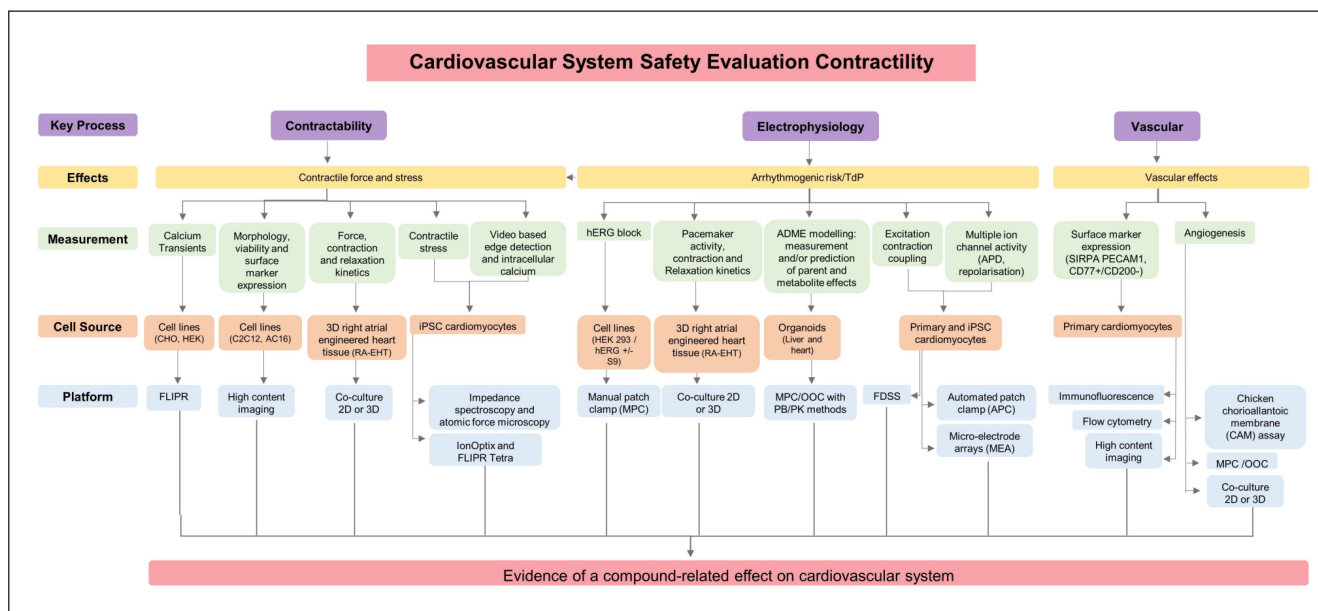 Cardiovascular System Safety Evaluation Contractility
Key Process
Contractability
Electrophysiology
Vascular
Effects
Contractile force and stress
Arrhythmogenic risk/TdP
Vascular effects
Measurement
Calcium
Transients
Morphology,
viability and
surface
marker
expression
Force,
contraction
and relaxation
kinetics
Contractile
stress
Video based
edge detection
and intracellular
calcium
hERG block
Pacemaker
activity,
contraction and
Relaxation kinetics
ADME modelling:
measurement
and/or prediction
of parent and
metabolite effects
Excitation
contraction
coupling
Multiple ion
channel activity
(APD,
repolarisation)
Surface marker
expression
(SIRPA PECAM1,
CD77+/CD200-)
Angiogenesis
Cell Source
Cell lines
(CHO, HEK)
Cell lines
(C2C12, AC16)
3D right atrial
engineered heart
tissue (RA-EHT)
iPSC cardiomyocytes
Cell lines
(HEK 293 /
hERG +/-
S9)
3D right atrial
engineered heart
tissue (RA-EHT)
Organoids
(Liver and
heart)
Primary and iPSC
cardiomyocytes
Primary cardiomyocytes
Platform
FLIPR
High content
imaging
Co-culture
2D or 3D
Impedance
spectroscopy and
atomic force microscopy
IonOptix and
FLIPR Tetra
Manual patch
clamp (MPC)
Co-culture 2D
or 3D
MPC/OOC with
PB/PK methods
FDSS
Automated patch
clamp (APC)
Micro-electrode
arrays (MEA)
Immunofluorescence
Flow cytometry
High content
imaging
Chicken
chorioallantoic
membrane
(CAM) assay
MPC /OOC
Co-culture
2D or 3D
Evidence of a compound-related effect on cardiovascular system